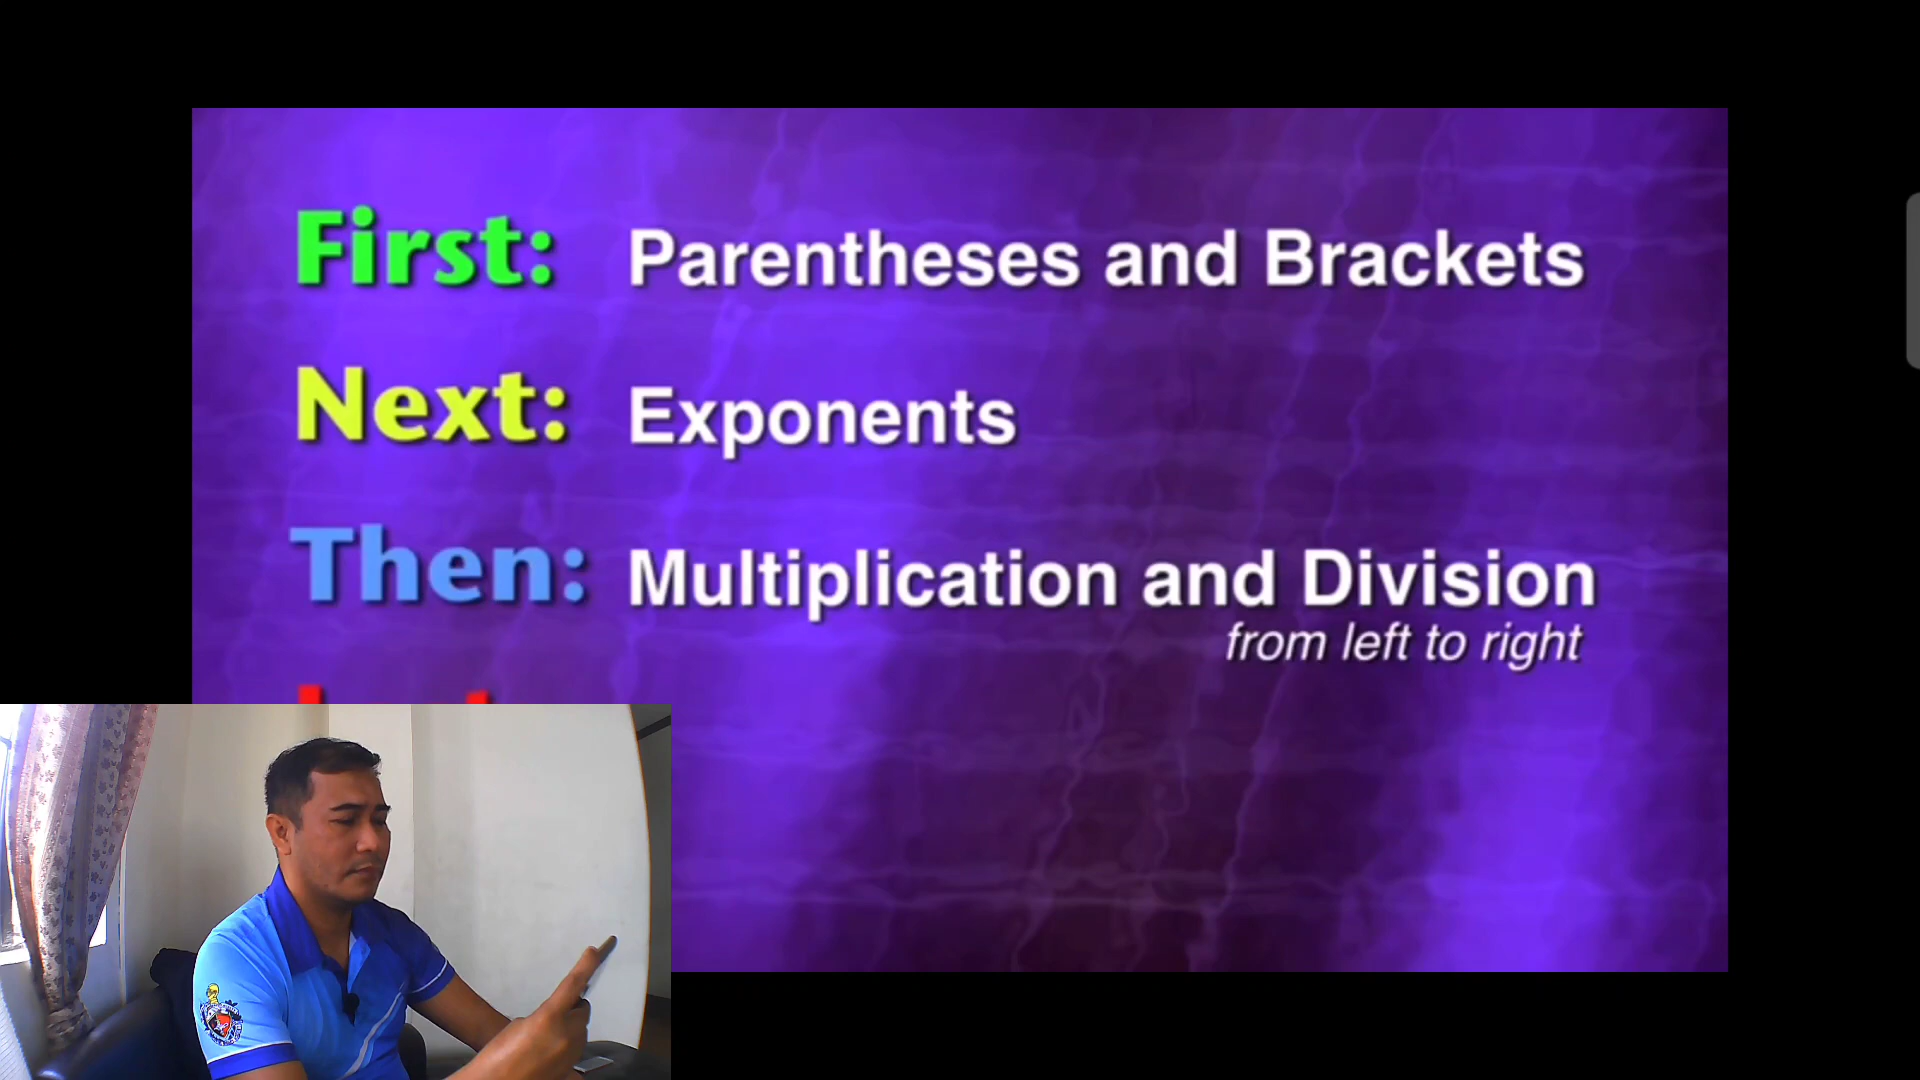 First: Parentheses and Brackets
Next: Exponents
Then: Multiplication and Division
from left to right